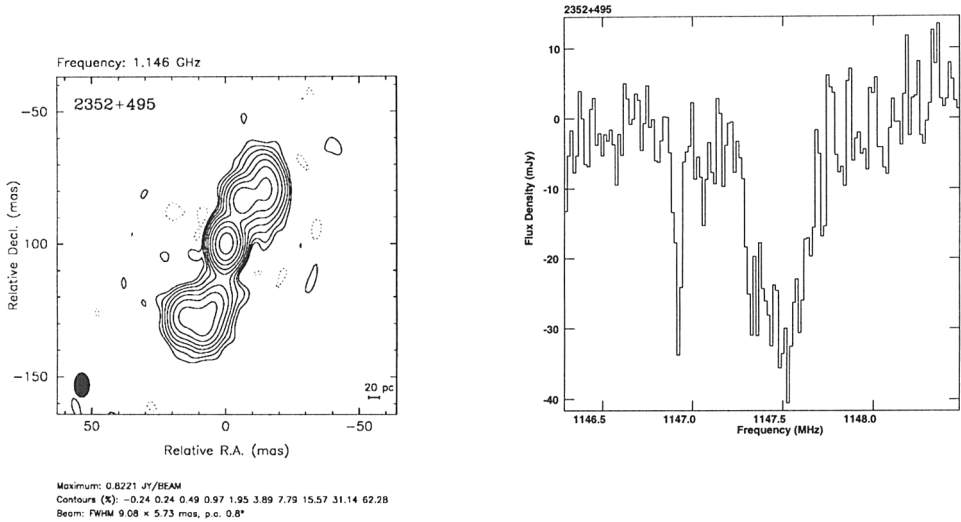 Frequency: 1.146 GHz
2352+495
−50
100
−150
Relative Decl. (mas)
20 pc
50
0
−50
Relative R.A. (mas)
Maximum: 0.8221 JY/BEAM
Contours (%): −0.24 0.24 0.49 0.97 1.95 3.89 7.79 15.57 31.14 62.28
Beam: FWHM 9.08 × 5.73 mas, p.a. 0.8°
2352+495
10
0
-10
-20
-30
-40
Flux Density (mJy)
1146.5
1147.0
1147.5
1148.0
Frequency (MHz)